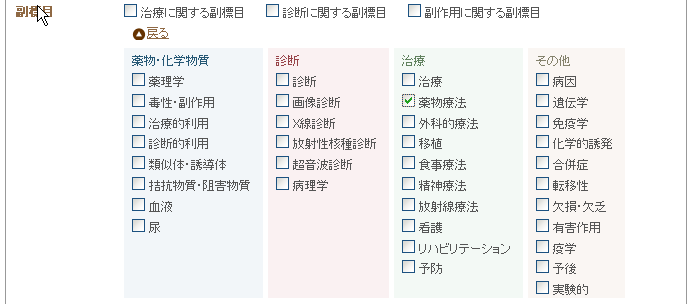 副標目
治療に関する副標目 診断に関する副標目 副作用に関する副標目
戻る
薬物・化学物質
薬理学
毒性・副作用
治療的利用
診断的利用
類似体・誘導体
拮抗物質・阻害物質
血液
尿
診断
診断
画像診断
X線診断
放射性核種診断
超音波診断
病理学
治療
治療
薬物療法
外科的療法
移植
食事療法
精神療法
放射線療法
看護
リハビリテーション
予防
その他
病因
遺伝学
免疫学
化学的誘発
合併症
転移性
欠損・欠乏
有害作用
疫学
予後
実験的